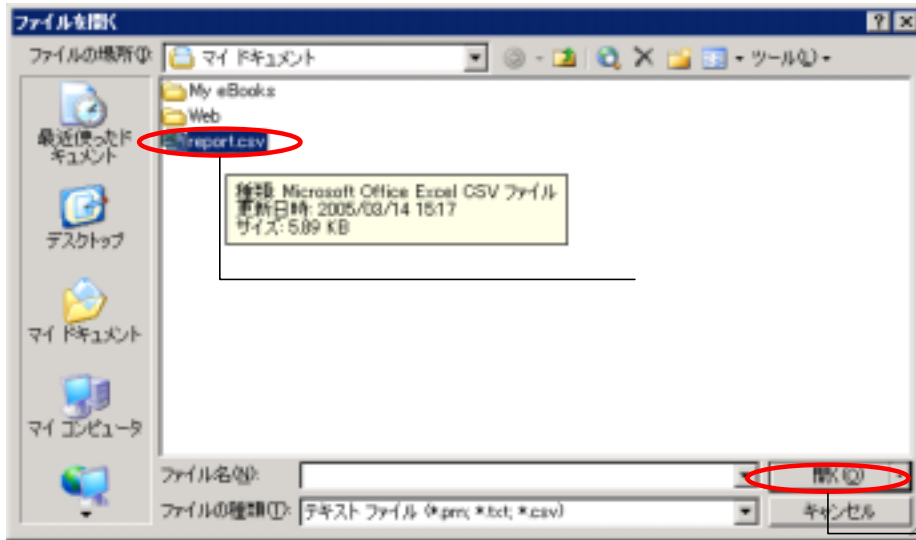 ファイルを開く
ファイルの場所(I):
マイ ドキュメント
ツール(L)
My eBooks
Web
report.csv
最近使ったド
キュメント
種類: Microsoft Office Excel CSV ファイル
更新日時: 2005/03/14 15:17
サイズ: 5.89 KB
デスクトップ
マイ ドキュメント
マイ コンピュータ
ファイル名(N):
開く(O)
ファイルの種類(T):
テキスト ファイル (*.prn; *.txt; *.csv)
キャンセル